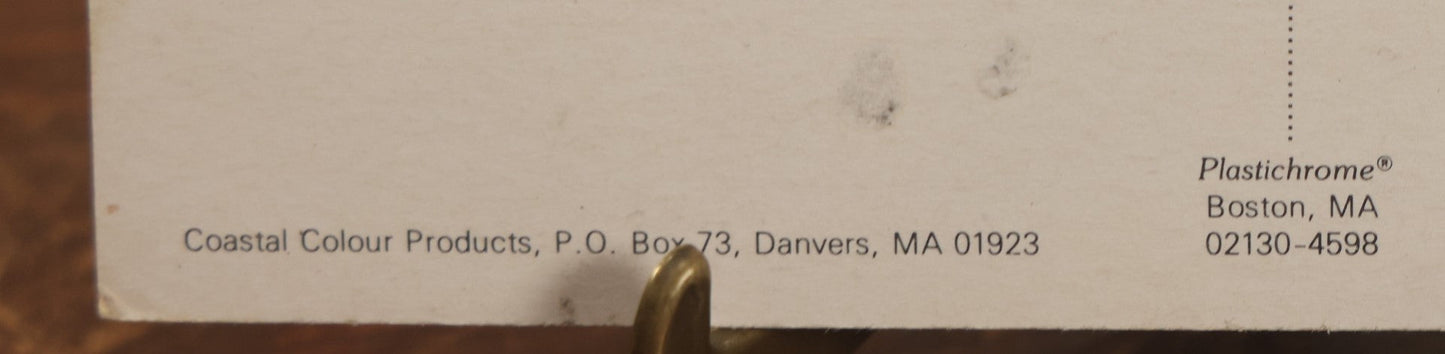 Coastal Colour Products, P.O. Box 73, Danvers, MA 01923
Plastichrome®
Boston, MA
02130-4598